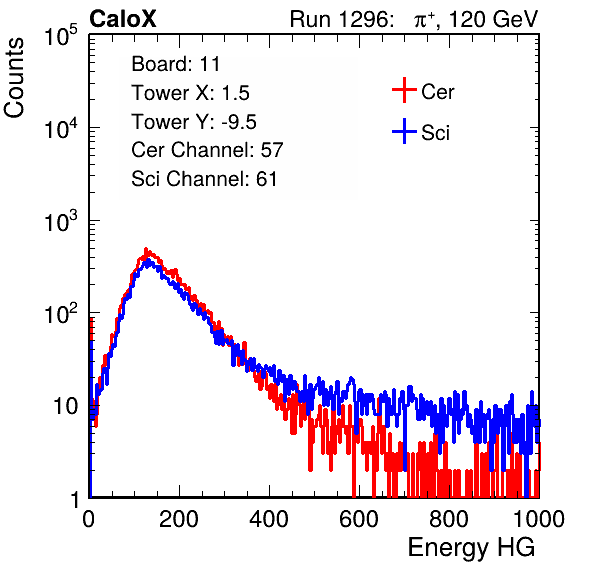 CaloX Run 1296: π⁺, 120 GeV
Counts
10⁵
10⁴
10³
10²
10
1
Board: 11
Tower X: 1.5
Tower Y: -9.5
Cer Channel: 57
Sci Channel: 61
Cer
Sci
0 200 400 600 800 1000
Energy HG